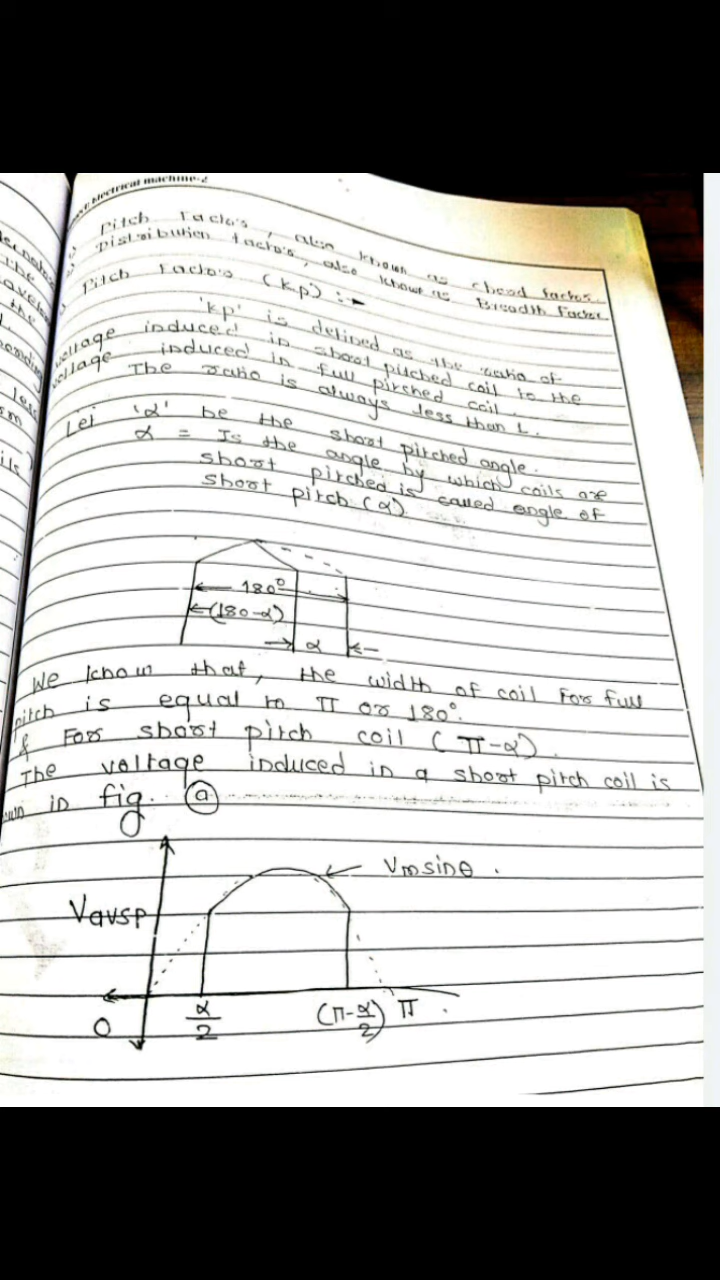 Electrical machine-2
Pitch Factor, also known as chord factor.
Distribution factor, also known as Breadth Factor
Pitch Factor (kp) :-
'kp' is defined as the ratio of
voltage induced in short pitched coil to the
voltage induced in full pitched coil.
The ratio is always less than 1.
Let 'α' be the short pitched angle.
α = Is the angle by which coils are
short pitched is called angle of
short pitch (α)
180°
(180-α)
α
We known that, the width of coil For full
pitch is equal to π or 180°.
& For short pitch coil (π-α).
The voltage induced in a short pitch coil is
in fig. (a)
Vm sinθ.
Vavsp
0 α/2 (π-α/2) π.